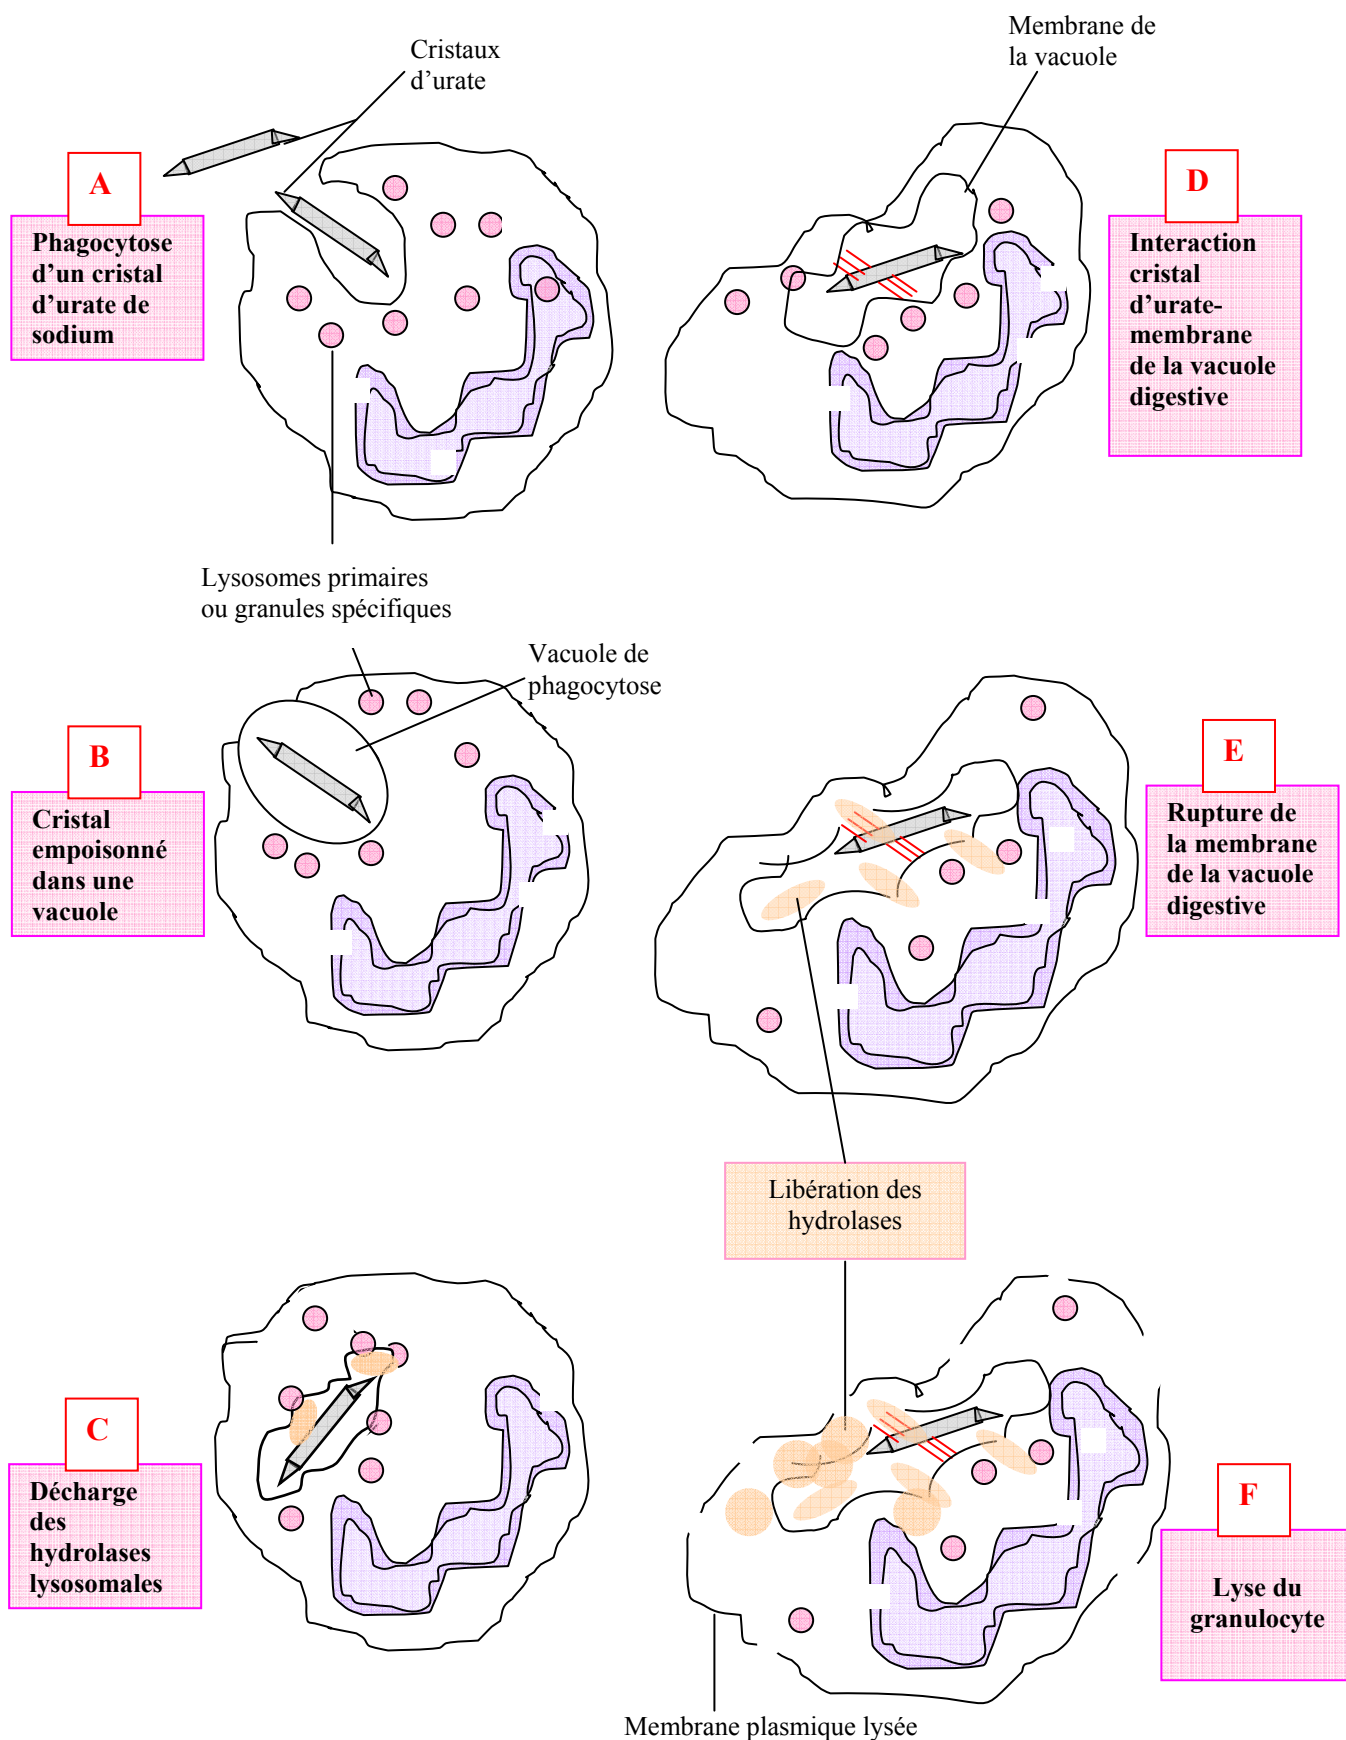 Cristaux
d’urate
A
Phagocytose
d’un cristal
d’urate de
sodium
Lysosomes primaires
ou granules spécifiques
Membrane de
la vacuole
D
Interaction
cristal
d’urate-
membrane
de la vacuole
digestive
Vacuole de
phagocytose
B
Cristal
empoisonné
dans une
vacuole
E
Rupture de
la membrane
de la vacuole
digestive
Libération des
hydrolases
C
Décharge
des
hydrolases
lysosomales
F
Lyse du
granulocyte
Membrane plasmique lysée